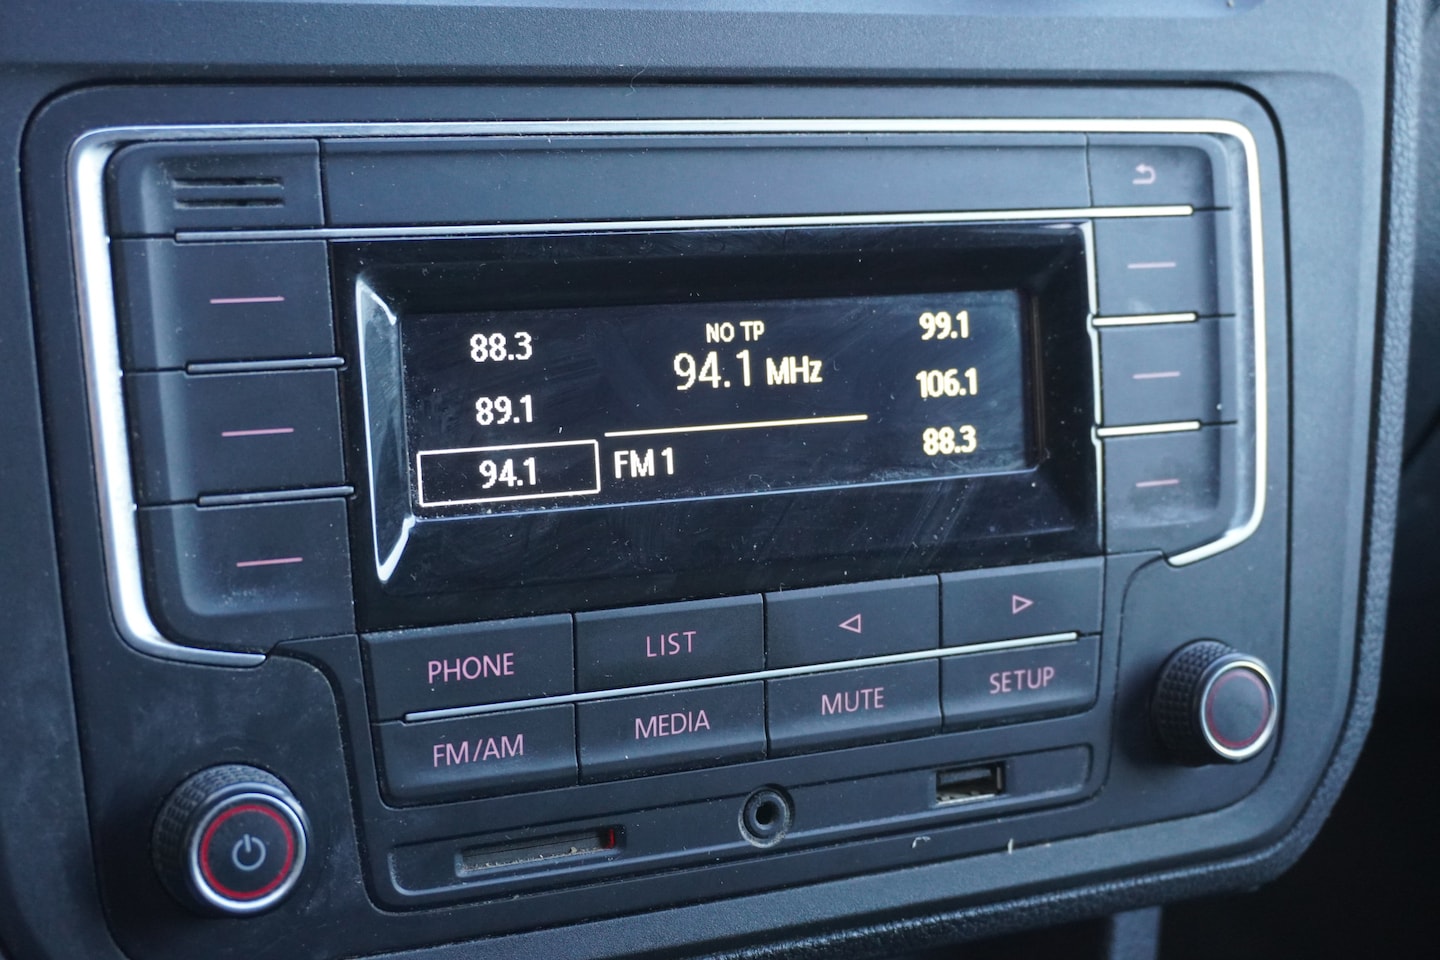 88.3
89.1
94.1
NO TP
94.1 MHz
FM 1
99.1
106.1
88.3
PHONE
LIST
FM/AM
MEDIA
MUTE
SETUP